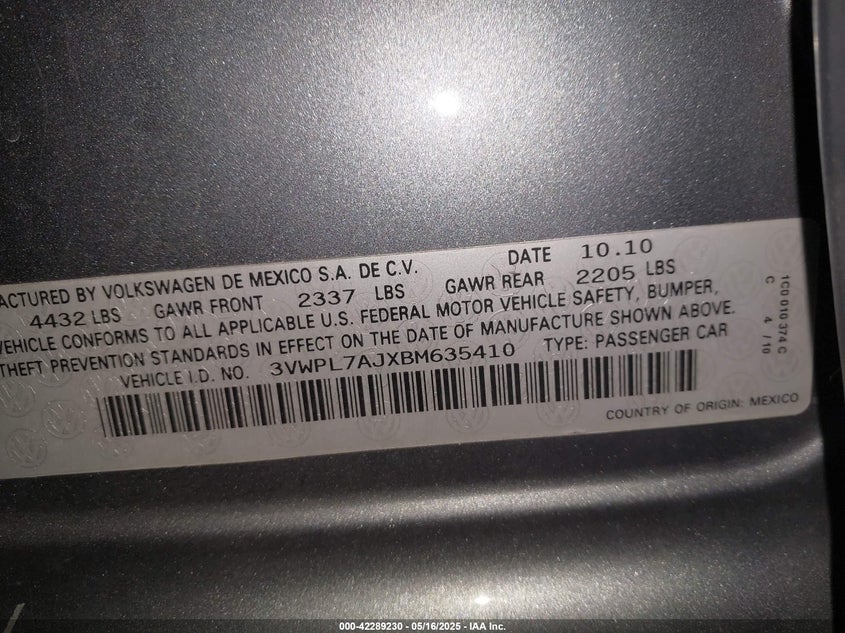 ACTURED BY VOLKSWAGEN DE MEXICO S.A. DE C.V. DATE 10.10
4432 LBS GAWR FRONT 2337 LBS GAWR REAR 2205 LBS
VEHICLE CONFORMS TO ALL APPLICABLE U.S. FEDERAL MOTOR VEHICLE SAFETY, BUMPER,
THEFT PREVENTION STANDARDS IN EFFECT ON THE DATE OF MANUFACTURE SHOWN ABOVE.
VEHICLE I.D. NO. 3VWPL7AJXBM635410 TYPE: PASSENGER CAR
COUNTRY OF ORIGIN: MEXICO
1C0 010 374 C
C 4 / 10
000-42289230 - 05/16/2025 - IAA Inc.